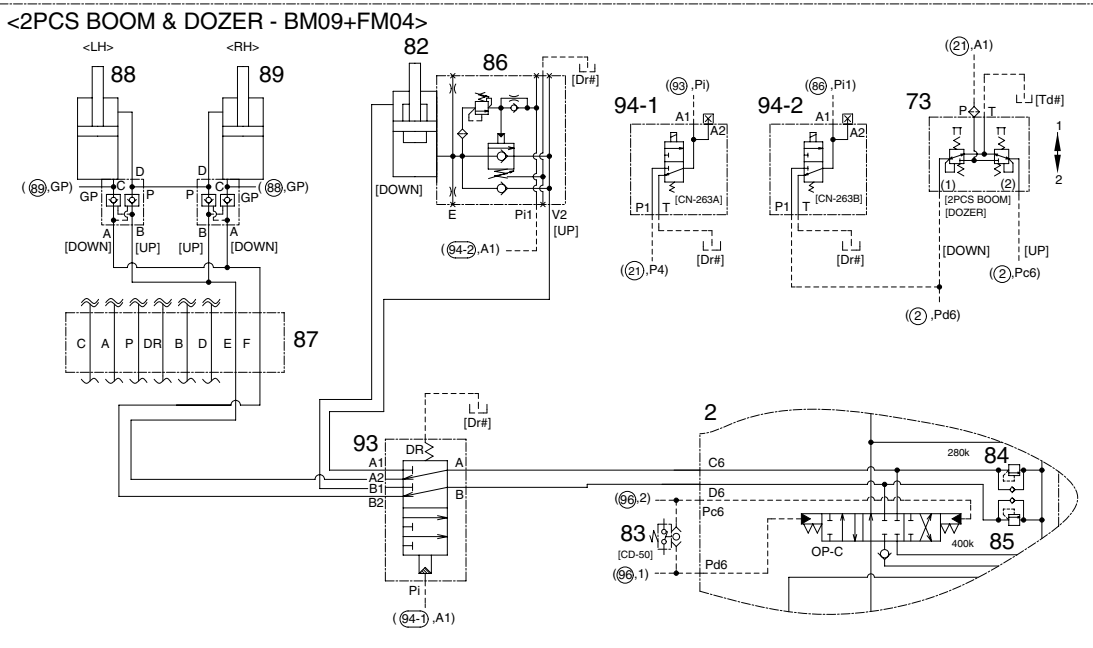 <2PCS BOOM & DOZER - BM09+FM04>
<LH>
<RH>
88
89
82
86
[Dr#]
D
D
C
C
P
P
(89,GP)
GP
GP
(88,GP)
A
B
B
A
[DOWN]
[UP]
[UP]
[DOWN]
[DOWN]
E
Pi1
V2
[UP]
(94-2,A1)
(93,Pi)
94-1
A1
A2
[CN-263A]
P1
T
[Dr#]
(21,P4)
(86,Pi1)
94-2
A1
A2
[CN-263B]
P1
T
[Dr#]
(21,A1)
73
P
T
[Td#]
1
2
(1)
(2)
[2PCS BOOM]
[DOZER]
[DOWN]
[UP]
(2,Pc6)
(2,Pd6)
C
A
P
DR
B
D
E
F
87
93
[Dr#]
DR
A1
A2
B1
B2
A
B
Pi
(94-1,A1)
2
C6
D6
Pc6
Pd6
(96,2)
83
[CD-50]
(96,1)
280k
84
OP-C
400k
85